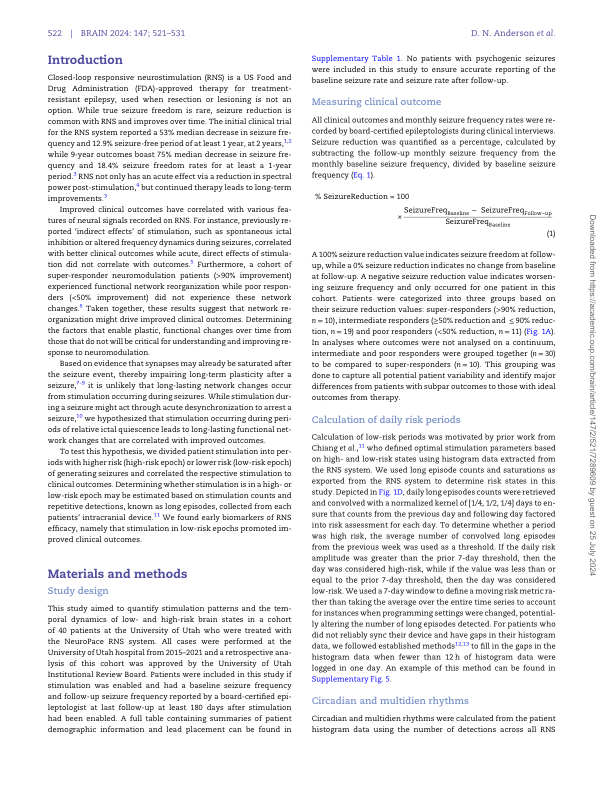 522 | BRAIN 2024: 147; 521–531
D. N. Anderson et al.
Introduction
Closed-loop responsive neurostimulation (RNS) is a US Food and
Drug Administration (FDA)-approved therapy for treatment-
resistant epilepsy, used when resection or lesioning is not an
option. While true seizure freedom is rare, seizure reduction is
common with RNS and improves over time. The initial clinical trial
for the RNS system reported a 53% median decrease in seizure fre-
quency and 12.9% seizure-free period of at least 1 year, at 2 years,1,2
while 9-year outcomes boast 75% median decrease in seizure fre-
quency and 18.4% seizure freedom rates for at least a 1-year
period.3 RNS not only has an acute effect via a reduction in spectral
power post-stimulation,4 but continued therapy leads to long-term
improvements.3
Improved clinical outcomes have correlated with various fea-
tures of neural signals recorded on RNS. For instance, previously re-
ported 'indirect effects' of stimulation, such as spontaneous ictal
inhibition or altered frequency dynamics during seizures, correlated
with better clinical outcomes while acute, direct effects of stimula-
tion did not correlate with outcomes.5 Furthermore, a cohort of
super-responder neuromodulation patients (>90% improvement)
experienced functional network reorganization while poor respon-
ders (<50% improvement) did not experience these network
changes.6 Taken together, these results suggest that network re-
organization might drive improved clinical outcomes. Determining
the factors that enable plastic, functional changes over time from
those that do not will be critical for understanding and improving re-
sponse to neuromodulation.
Based on evidence that synapses may already be saturated after
the seizure event, thereby impairing long-term plasticity after a
seizure,7-9 it is unlikely that long-lasting network changes occur
from stimulation occurring during seizures. While stimulation dur-
ing a seizure might act through acute desynchronization to arrest a
seizure,10 we hypothesized that stimulation occurring during peri-
ods of relative ictal quiescence leads to long-lasting functional net-
work changes that are correlated with improved outcomes.
To test this hypothesis, we divided patient stimulation into pe-
riods with higher risk (high-risk epoch) or lower risk (low-risk epoch)
of generating seizures and correlated the respective stimulation to
clinical outcomes. Determining whether stimulation is in a high- or
low-risk epoch may be estimated based on stimulation counts and
repetitive detections, known as long episodes, collected from each
patients' intracranial device.11 We found early biomarkers of RNS
efficacy, namely that stimulation in low-risk epochs promoted im-
proved clinical outcomes.
Materials and methods
Study design
This study aimed to quantify stimulation patterns and the tem-
poral dynamics of low- and high-risk brain states in a cohort
of 40 patients at the University of Utah who were treated with
the NeuroPace RNS system. All cases were performed at the
University of Utah hospital from 2015–2021 and a retrospective ana-
lysis of this cohort was approved by the University of Utah
Institutional Review Board. Patients were included in this study if
stimulation was enabled and had a baseline seizure frequency
and follow-up seizure frequency reported by a board-certified epi-
leptologist at last follow-up at least 180 days after stimulation
had been enabled. A full table containing summaries of patient
demographic information and lead placement can be found in
Supplementary Table 1. No patients with psychogenic seizures
were included in this study to ensure accurate reporting of the
baseline seizure rate and seizure rate after follow-up.
Measuring clinical outcome
All clinical outcomes and monthly seizure frequency rates were re-
corded by board-certified epileptologists during clinical interviews.
Seizure reduction was quantified as a percentage, calculated by
subtracting the follow-up monthly seizure frequency from the
monthly baseline seizure frequency, divided by baseline seizure
frequency (Eq. 1).
% SeizureReduction = 100
× SeizureFreqBaseline − SeizureFreqFollow−up
SeizureFreqBaseline
(1)
A 100% seizure reduction value indicates seizure freedom at follow-
up, while a 0% seizure reduction indicates no change from baseline
at follow-up. A negative seizure reduction value indicates worsen-
ing seizure frequency and only occurred for one patient in this
cohort. Patients were categorized into three groups based on
their seizure reduction values: super-responders (>90% reduction,
n = 10), intermediate responders (≥50% reduction and ≤ 90% reduc-
tion, n = 19) and poor responders (<50% reduction, n = 11) (Fig. 1A).
In analyses where outcomes were not analysed on a continuum,
intermediate and poor responders were grouped together (n = 30)
to be compared to super-responders (n = 10). This grouping was
done to capture all potential patient variability and identify major
differences from patients with subpar outcomes to those with ideal
outcomes from therapy.
Calculation of daily risk periods
Calculation of low-risk periods was motivated by prior work from
Chiang et al.,11 who defined optimal stimulation parameters based
on high- and low-risk settings using histogram data extracted from
the RNS system. We used long episode counts and saturations as
exported from the RNS system to determine risk states in this
study. Depicted in Fig. 1D, daily long episodes counts were retrieved
and convolved with a normalized kernel of [1/4, 1/2, 1/4] days to en-
sure that counts from the previous day and following day factored
into risk assessment for each day. To determine whether a period
was high risk, the average number of convolved long episodes
from the previous week was used as a threshold. If the daily risk
amplitude was greater than the prior 7-day threshold, then the
day was considered high-risk, while if the value was less than or
equal to the prior 7-day threshold, then the day was considered
low-risk. We used a 7-day window to define a moving risk metric ra-
ther than taking the average over the entire time series to account
for instances when programming settings were changed, potential-
ly altering the number of long episodes detected. For patients who
did not reliably sync their device and have gaps in their histogram
data, we followed established methods12,13 to fill in the gaps in the
histogram data when fewer than 12 h of histogram data were
logged in one day. An example of this method can be found in
Supplementary Fig. 5.
Circadian and multidien rhythms
Circadian and multidien rhythms were calculated from the patient
histogram data using the number of detections across all RNS
Downloaded from https://academic.oup.com/brain/article/147/2/521/7289609 by guest on 25 July 2024